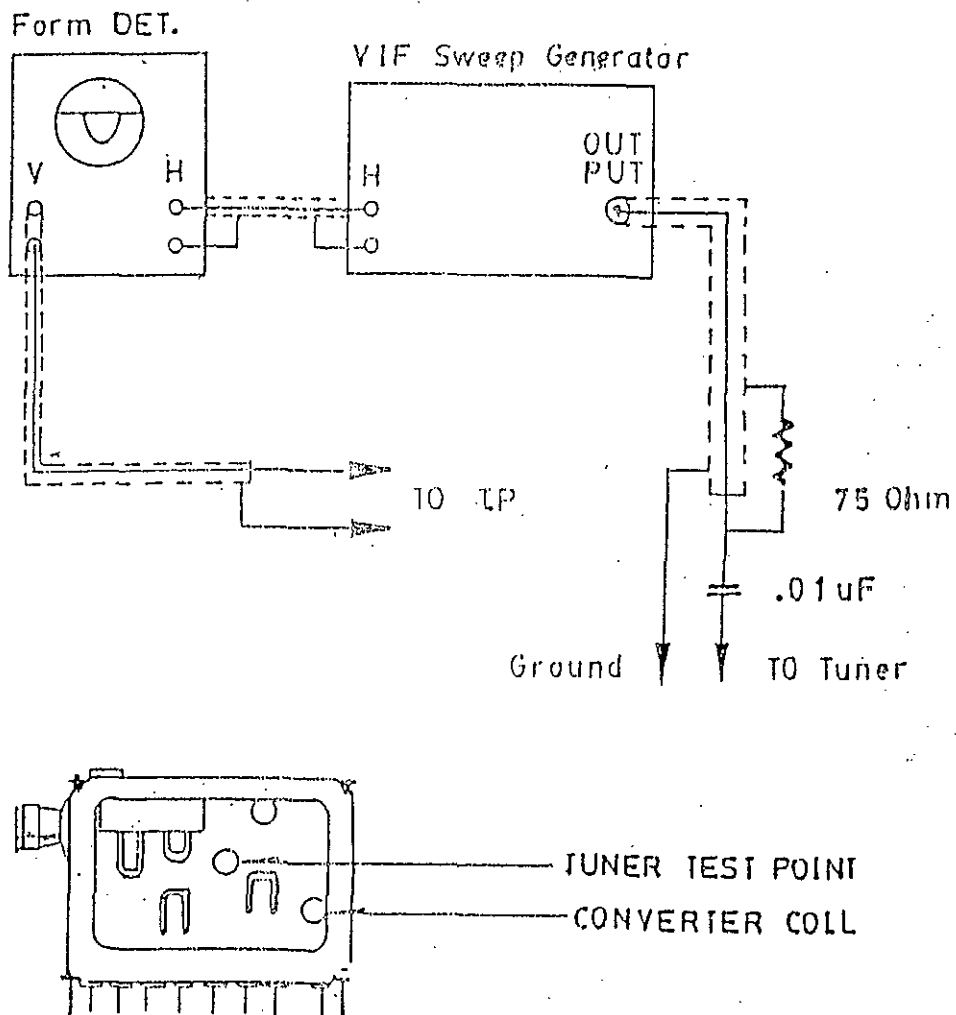 Form DET.
VIF Sweep Generator
V
H
H
OUT
PUT
TO T.P
75 Ohm
.01uF
Ground
TO Tuner
TUNER TEST POINT
CONVERTER COIL